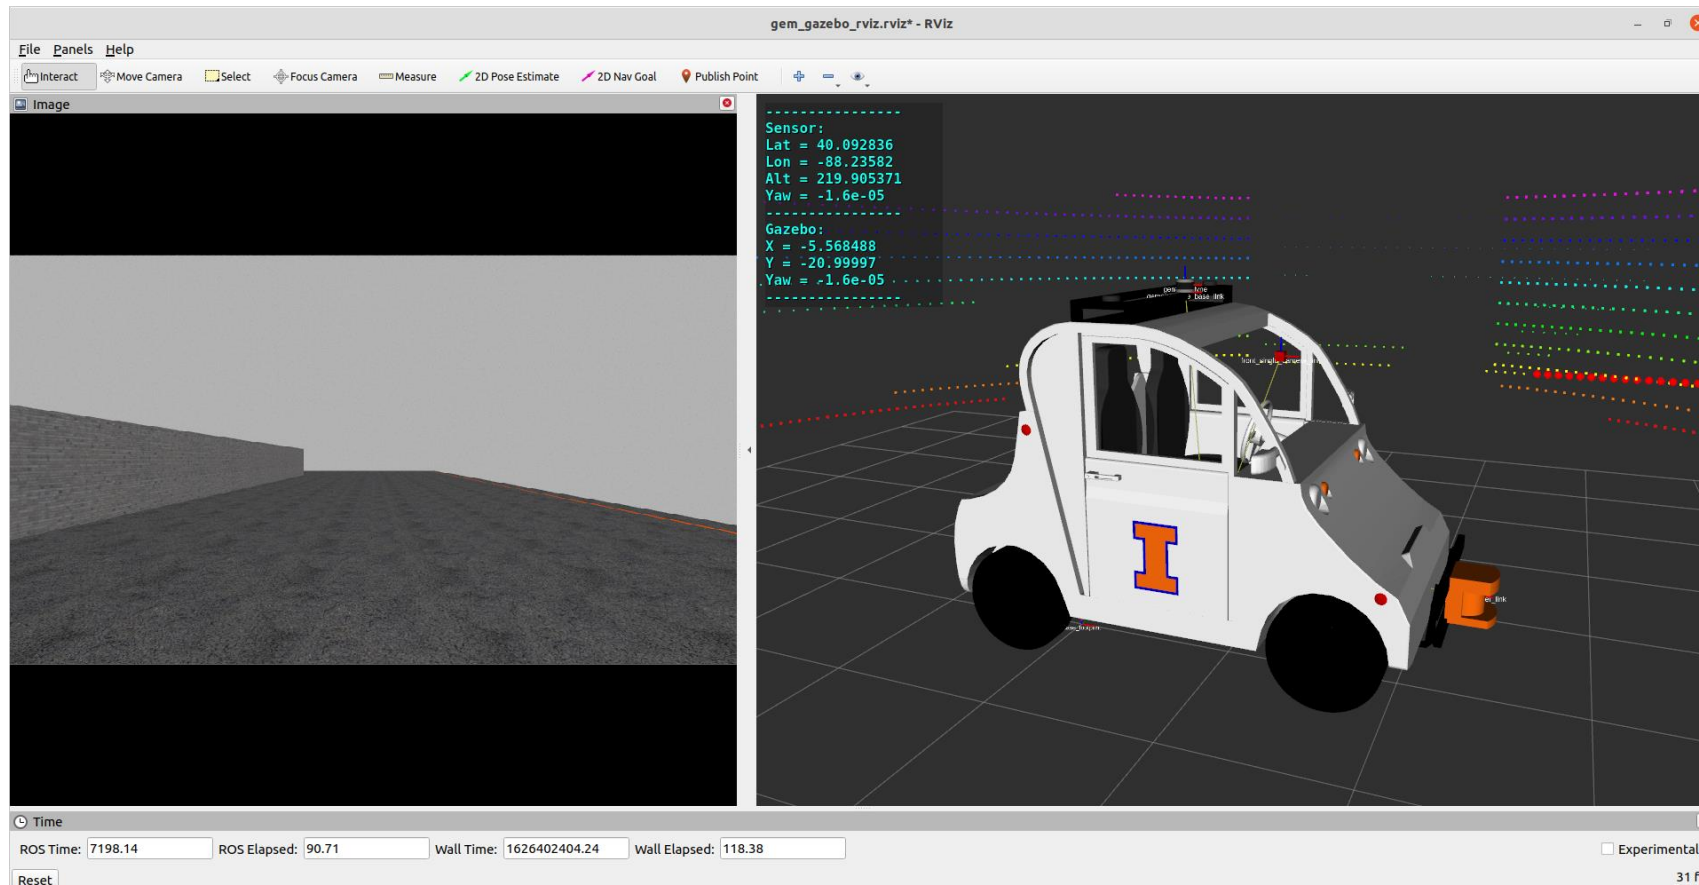 gem_gazebo_rviz.rviz* - RViz
File Panels Help
Interact Move Camera Select Focus Camera Measure 2D Pose Estimate 2D Nav Goal Publish Point
Image
----------------
Sensor:
Lat = 40.092836
Lon = -88.23582
Alt = 219.905371
Yaw = -1.6e-05
----------------
Gazebo:
X = -5.568488
Y = -20.99997
Yaw = -1.6e-05
----------------
I
Time
ROS Time: 7198.14 ROS Elapsed: 90.71 Wall Time: 1626402404.24 Wall Elapsed: 118.38 Experimental
Reset 31 f